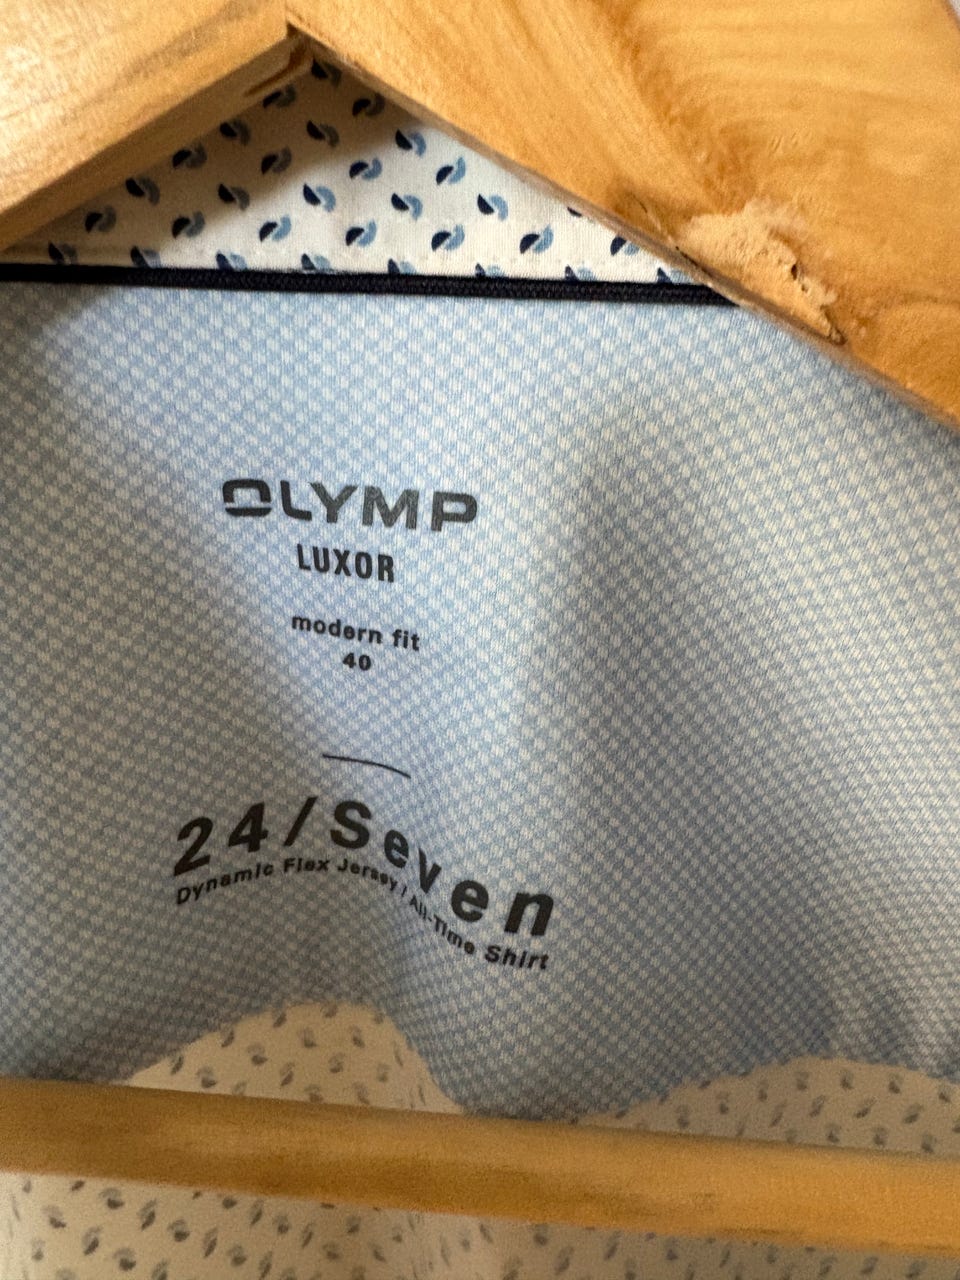 OLYMP
LUXOR
modern fit
40
24/Seven
Dynamic Flex Jersey / All-Time Shirt